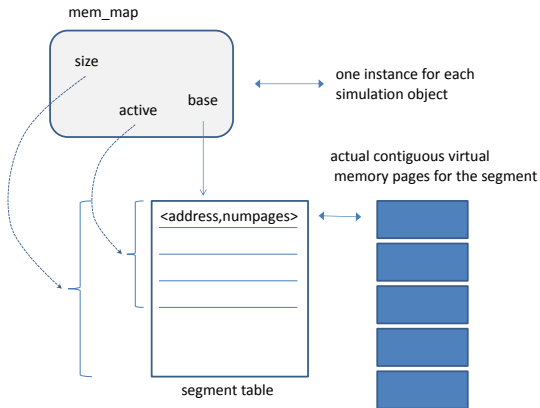 mem_map
size
active
base
one instance for each
simulation object
actual contiguous virtual
memory pages for the segment
<address,numpages>
segment table